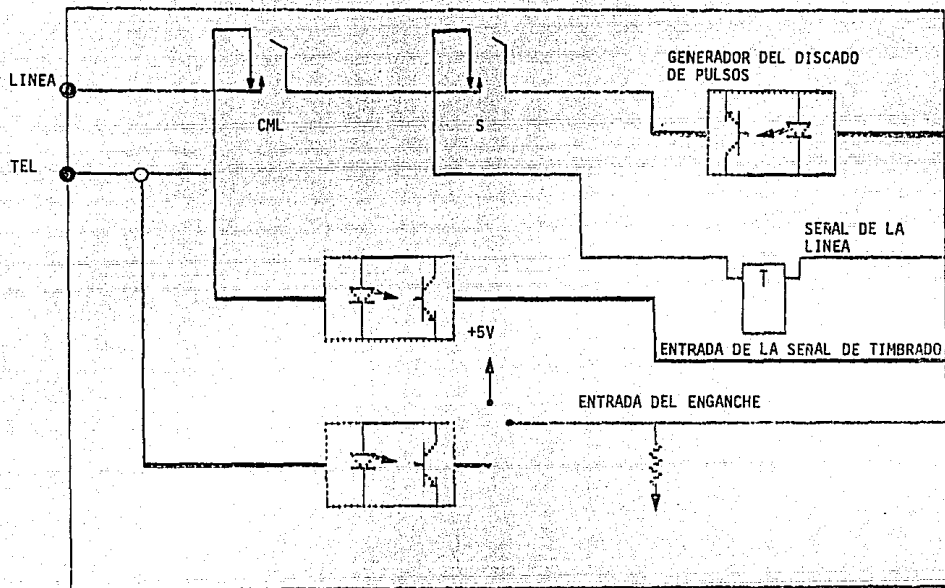 GENERADOR DEL DISCADO
DE PULSOS
LINEA
CML
S
TEL
SEÑAL DE LA
LINEA
T
+5V
ENTRADA DE LA SEÑAL DE TIMBRADO
ENTRADA DEL ENGANCHE